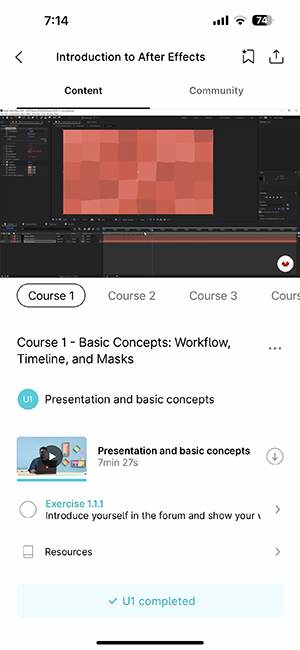 7:14
74
Introduction to After Effects
Content
Community
Course 1
Course 2
Course 3
Cours
Course 1 - Basic Concepts: Workflow,
Timeline, and Masks
U1
Presentation and basic concepts
Presentation and basic concepts
7min 27s
Exercise 1.1.1
Introduce yourself in the forum and show your v
Resources
U1 completed